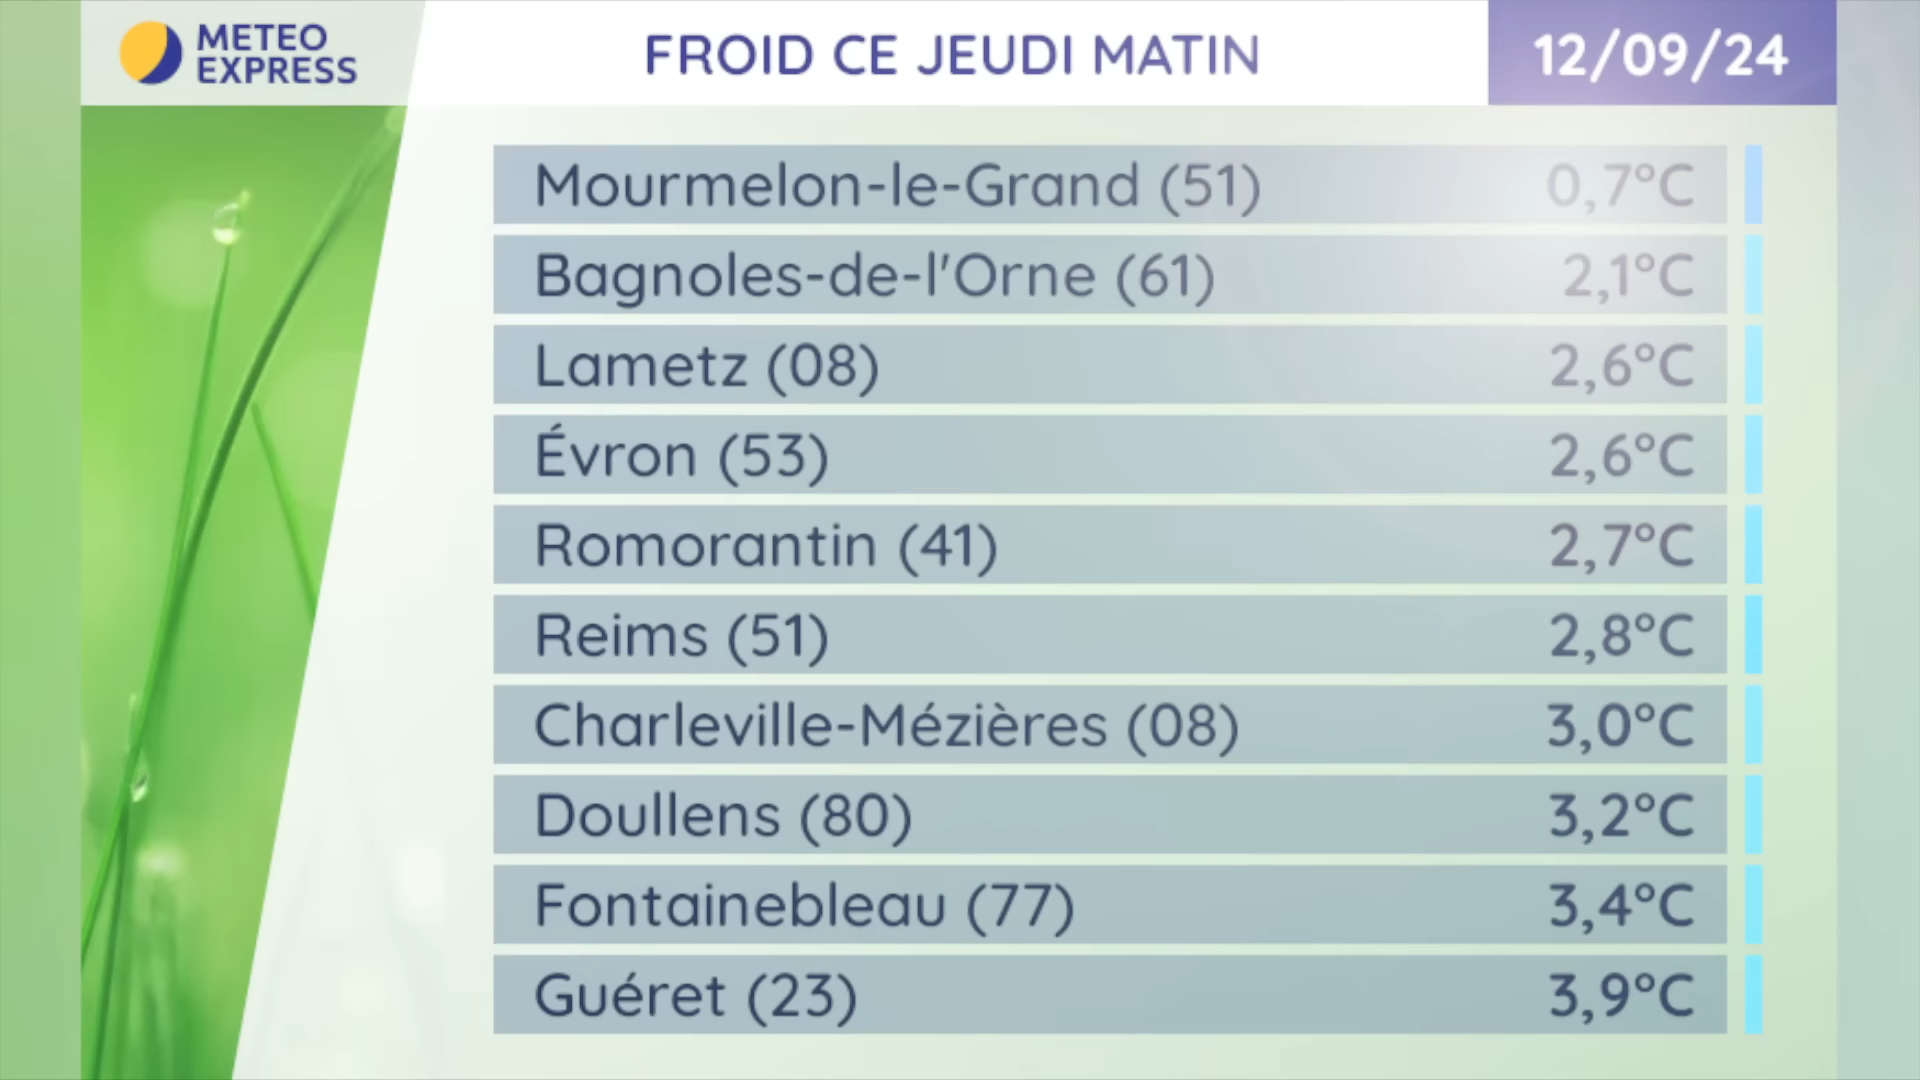 METEO
EXPRESS
FROID CE JEUDI MATIN
12/09/24
Mourmelon-le-Grand (51) 0,7°C
Bagnoles-de-l'Orne (61) 2,1°C
Lametz (08) 2,6°C
Évron (53) 2,6°C
Romorantin (41) 2,7°C
Reims (51) 2,8°C
Charleville-Mézières (08) 3,0°C
Doullens (80) 3,2°C
Fontainebleau (77) 3,4°C
Guéret (23) 3,9°C